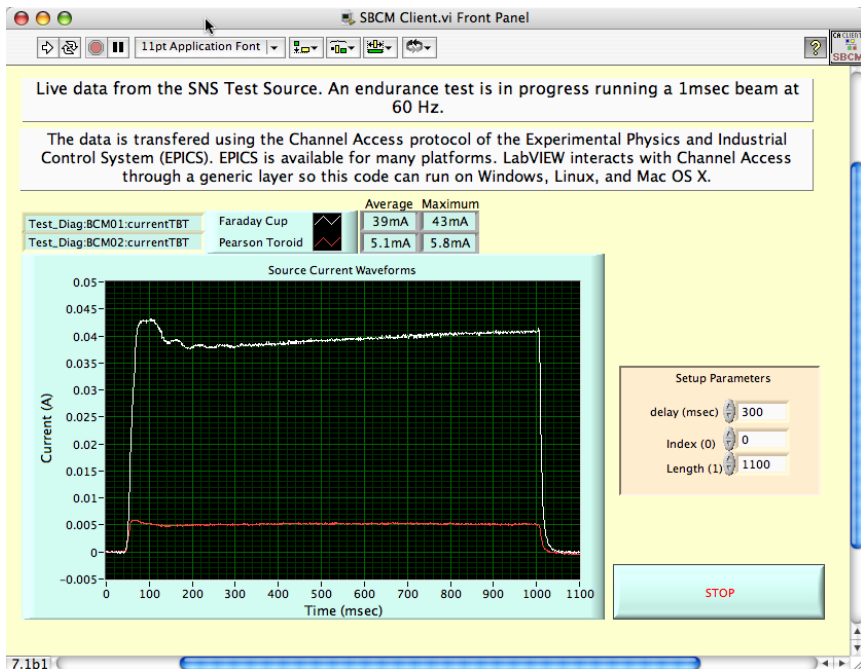 SBCM Client.vi Front Panel
11pt Application Font
?
CA CLIENT
SBCM
Live data from the SNS Test Source. An endurance test is in progress running a 1msec beam at
60 Hz.
The data is transfered using the Channel Access protocol of the Experimental Physics and Industrial
Control System (EPICS). EPICS is available for many platforms. LabVIEW interacts with Channel Access
through a generic layer so this code can run on Windows, Linux, and Mac OS X.
Average Maximum
Test_Diag:BCM01:currentTBT Faraday Cup 39mA 43mA
Test_Diag:BCM02:currentTBT Pearson Toroid 5.1mA 5.8mA
Source Current Waveforms
0.05
0.045
0.04
0.035
0.03
0.025
0.02
0.015
0.01
0.005
0
-0.005
Current (A)
0 100 200 300 400 500 600 700 800 900 1000 1100
Time (msec)
Setup Parameters
delay (msec) 300
Index (0) 0
Length (1) 1100
STOP
7.1b1